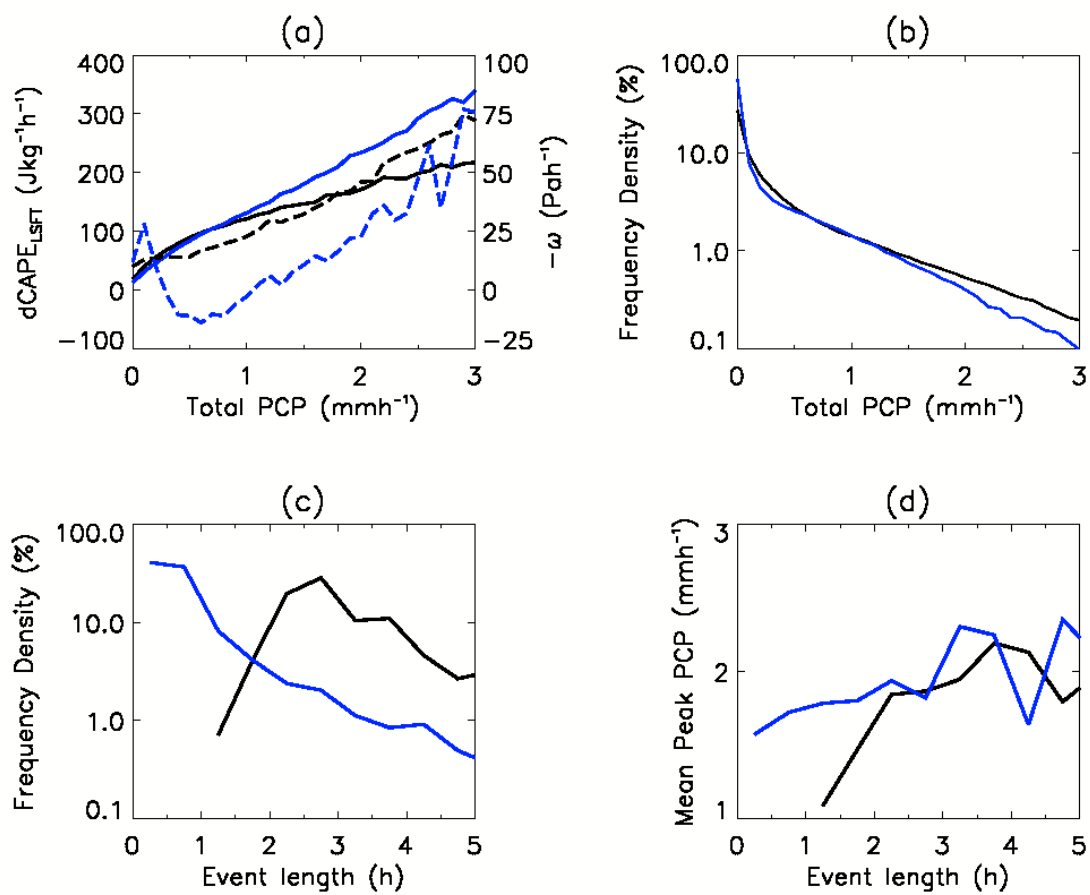 (a)
400
300
200
100
0
−100
dCAPE_LSFT (Jkg⁻¹h⁻¹)
100
75
50
25
0
−25
−ω (Pah⁻¹)
0 1 2 3
Total PCP (mmh⁻¹)
(b)
100.0
10.0
1.0
0.1
Frequency Density (%)
0 1 2 3
Total PCP (mmh⁻¹)
(c)
100.0
10.0
1.0
0.1
Frequency Density (%)
0 1 2 3 4 5
Event length (h)
(d)
3
2
1
Mean Peak PCP (mmh⁻¹)
0 1 2 3 4 5
Event length (h)